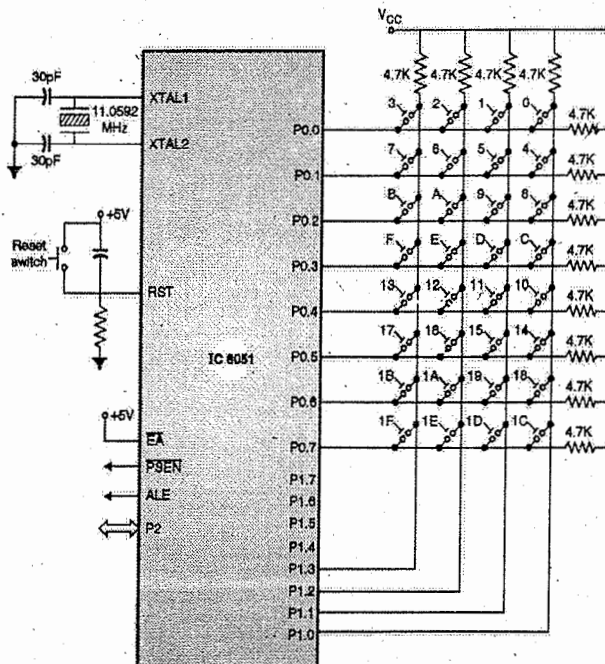 VCC
30pF
4.7K 4.7K 4.7K 4.7K
XTAL1
11.0592
MHz
3 2 1 0
4.7K
P0.0
XTAL2
30pF
7 6 5 4
4.7K
P0.1
B A 9 8
4.7K
P0.2
+5V
Reset
switch
F E D C
4.7K
P0.3
RST
13 12 11 10
4.7K
P0.4
17 16 15 14
4.7K
P0.5
IC 8051
1B 1A 19 18
4.7K
P0.6
+5V
1F 1E 1D 1C
4.7K
EA
P0.7
PSEN
P1.7
ALE
P1.6
P2
P1.5
P1.4
P1.3
P1.2
P1.1
P1.0